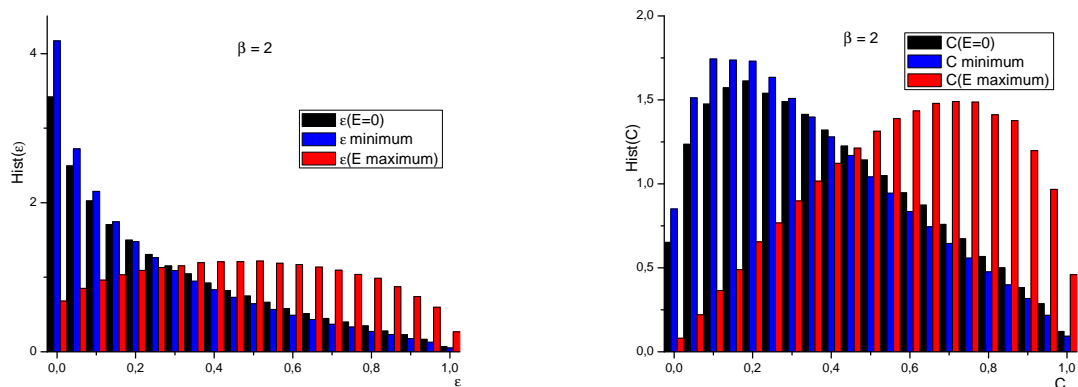 β = 2
ε(E=0)
ε minimum
ε(E maximum)
Hist(ε)
4
2
0
0,0 0,2 0,4 0,6 0,8 1,0
ε
β = 2
C(E=0)
C minimum
C(E maximum)
Hist(C)
2,0
1,5
1,0
0,5
0,0
0,0 0,2 0,4 0,6 0,8 1,0
C